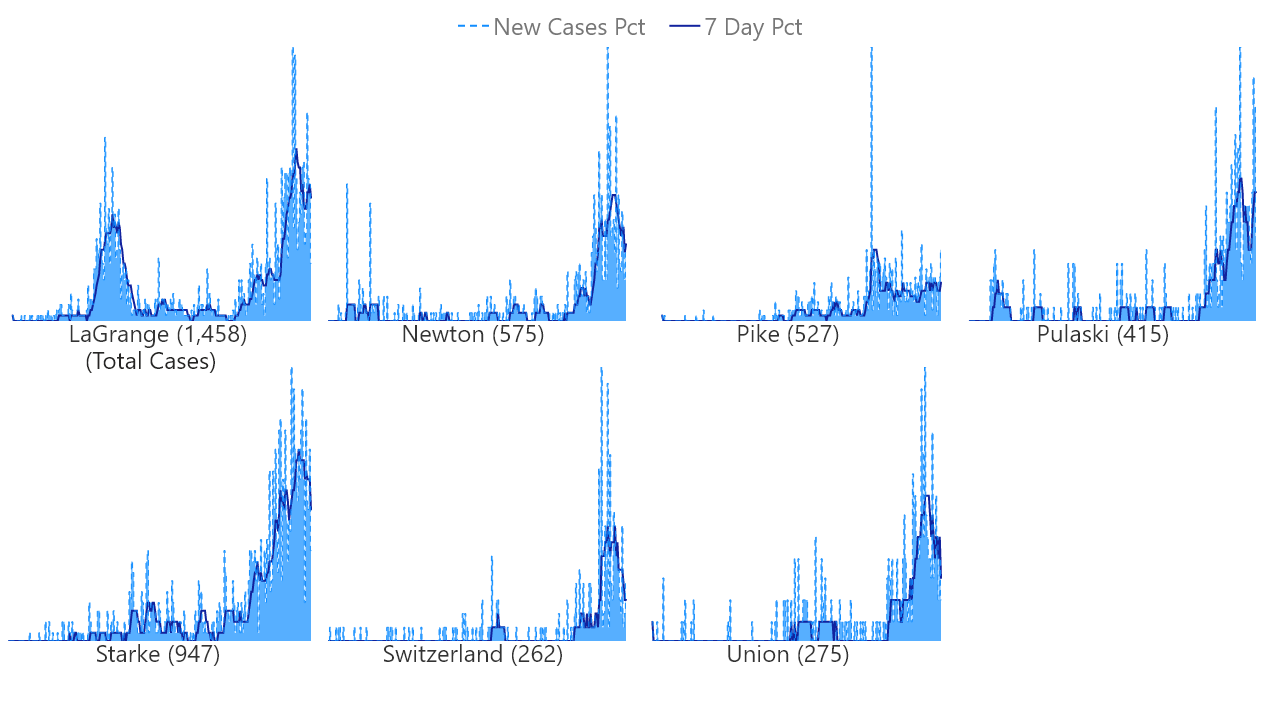 New Cases Pct 7 Day Pct
LaGrange (1,458)
(Total Cases)
Newton (575)
Pike (527)
Pulaski (415)
Starke (947)
Switzerland (262)
Union (275)